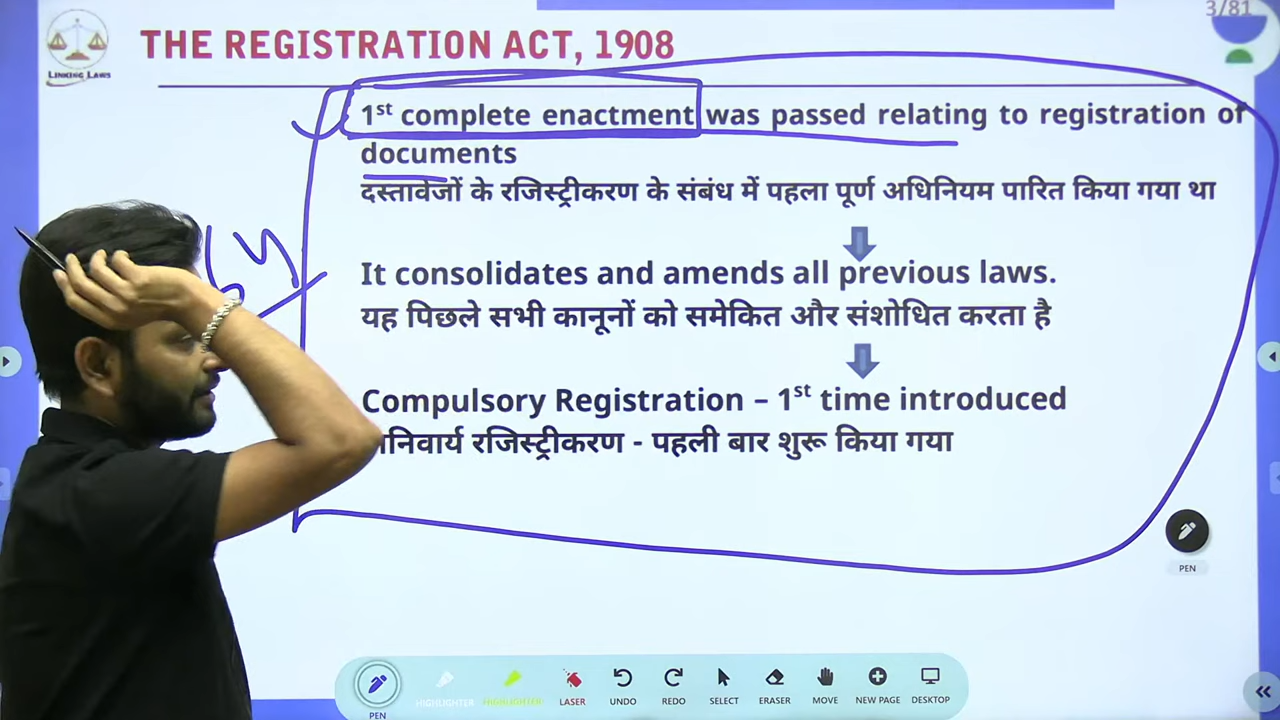 3/81
THE REGISTRATION ACT, 1908
LINKING LAWS
1st complete enactment was passed relating to registration of
documents
दस्तावेजों के रजिस्ट्रीकरण के संबंध में पहला पूर्ण अधिनियम पारित किया गया था
It consolidates and amends all previous laws.
यह पिछले सभी कानूनों को समेकित और संशोधित करता है
Compulsory Registration – 1st time introduced
रजिस्ट्रीकरण - पहली बार शुरू किया गया
PEN
PEN
HIGHLIGHTER
HIGHLIGHTER
LASER
UNDO
REDO
SELECT
ERASER
MOVE
NEW PAGE
DESKTOP